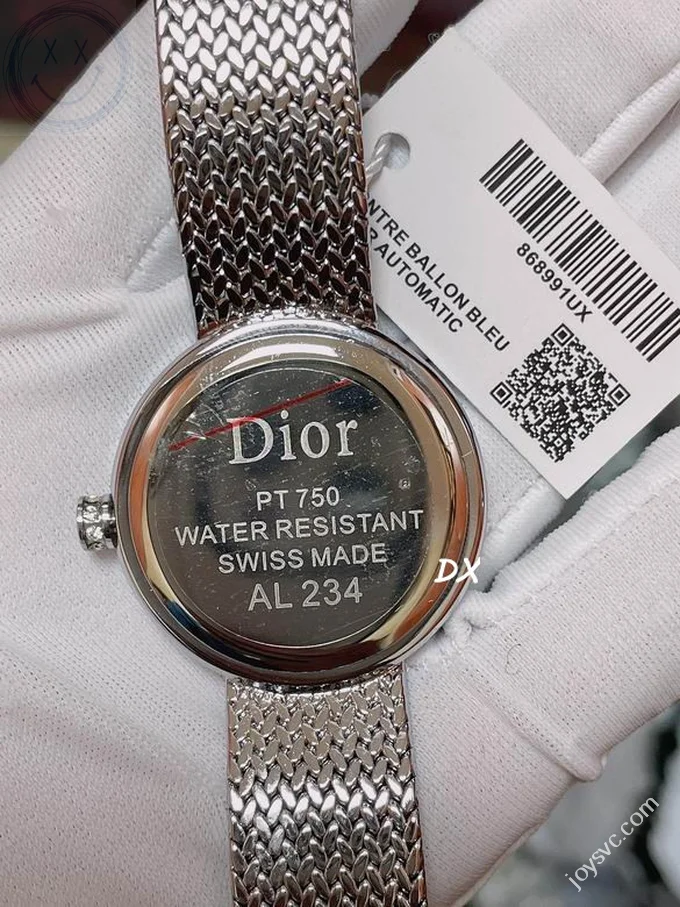 Dior
PT 750
WATER RESISTANT
SWISS MADE
AL 234
DX
868991UX
NTRE BALLON BLEU
R AUTOMATIC
joysvc.com